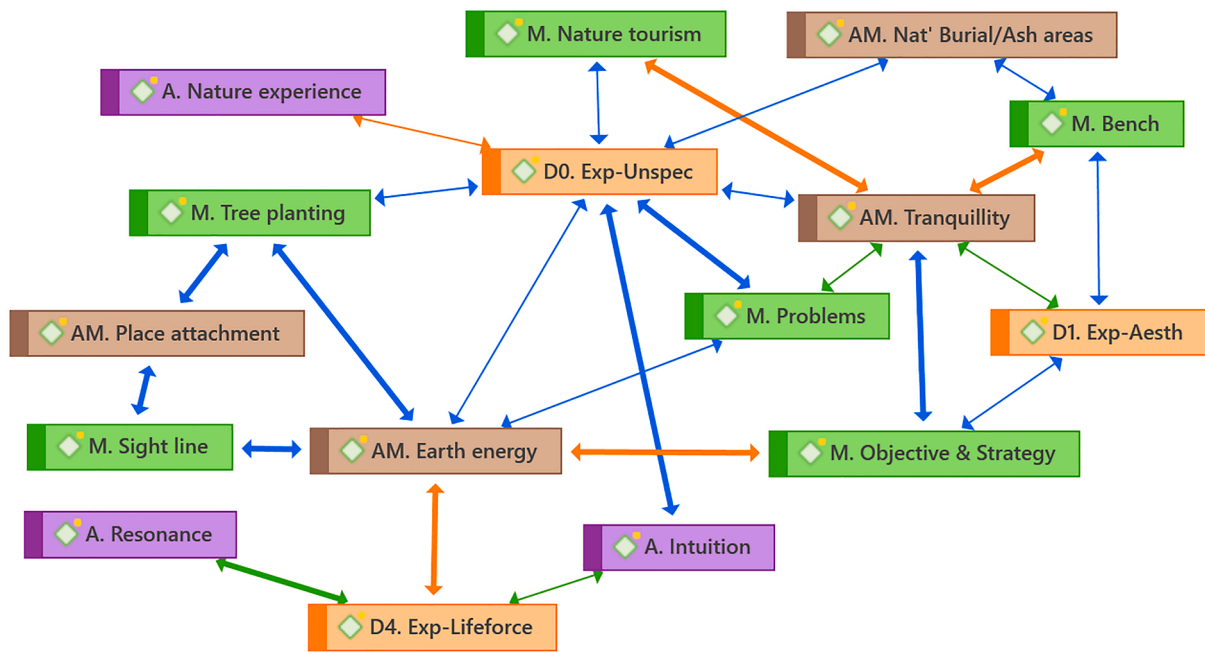 M. Nature tourism
AM. Nat' Burial/Ash areas
A. Nature experience
M. Bench
D0. Exp-Unspec
M. Tree planting
AM. Tranquillity
M. Problems
AM. Place attachment
D1. Exp-Aesth
M. Sight line
AM. Earth energy
M. Objective & Strategy
A. Resonance
A. Intuition
D4. Exp-Lifeforce